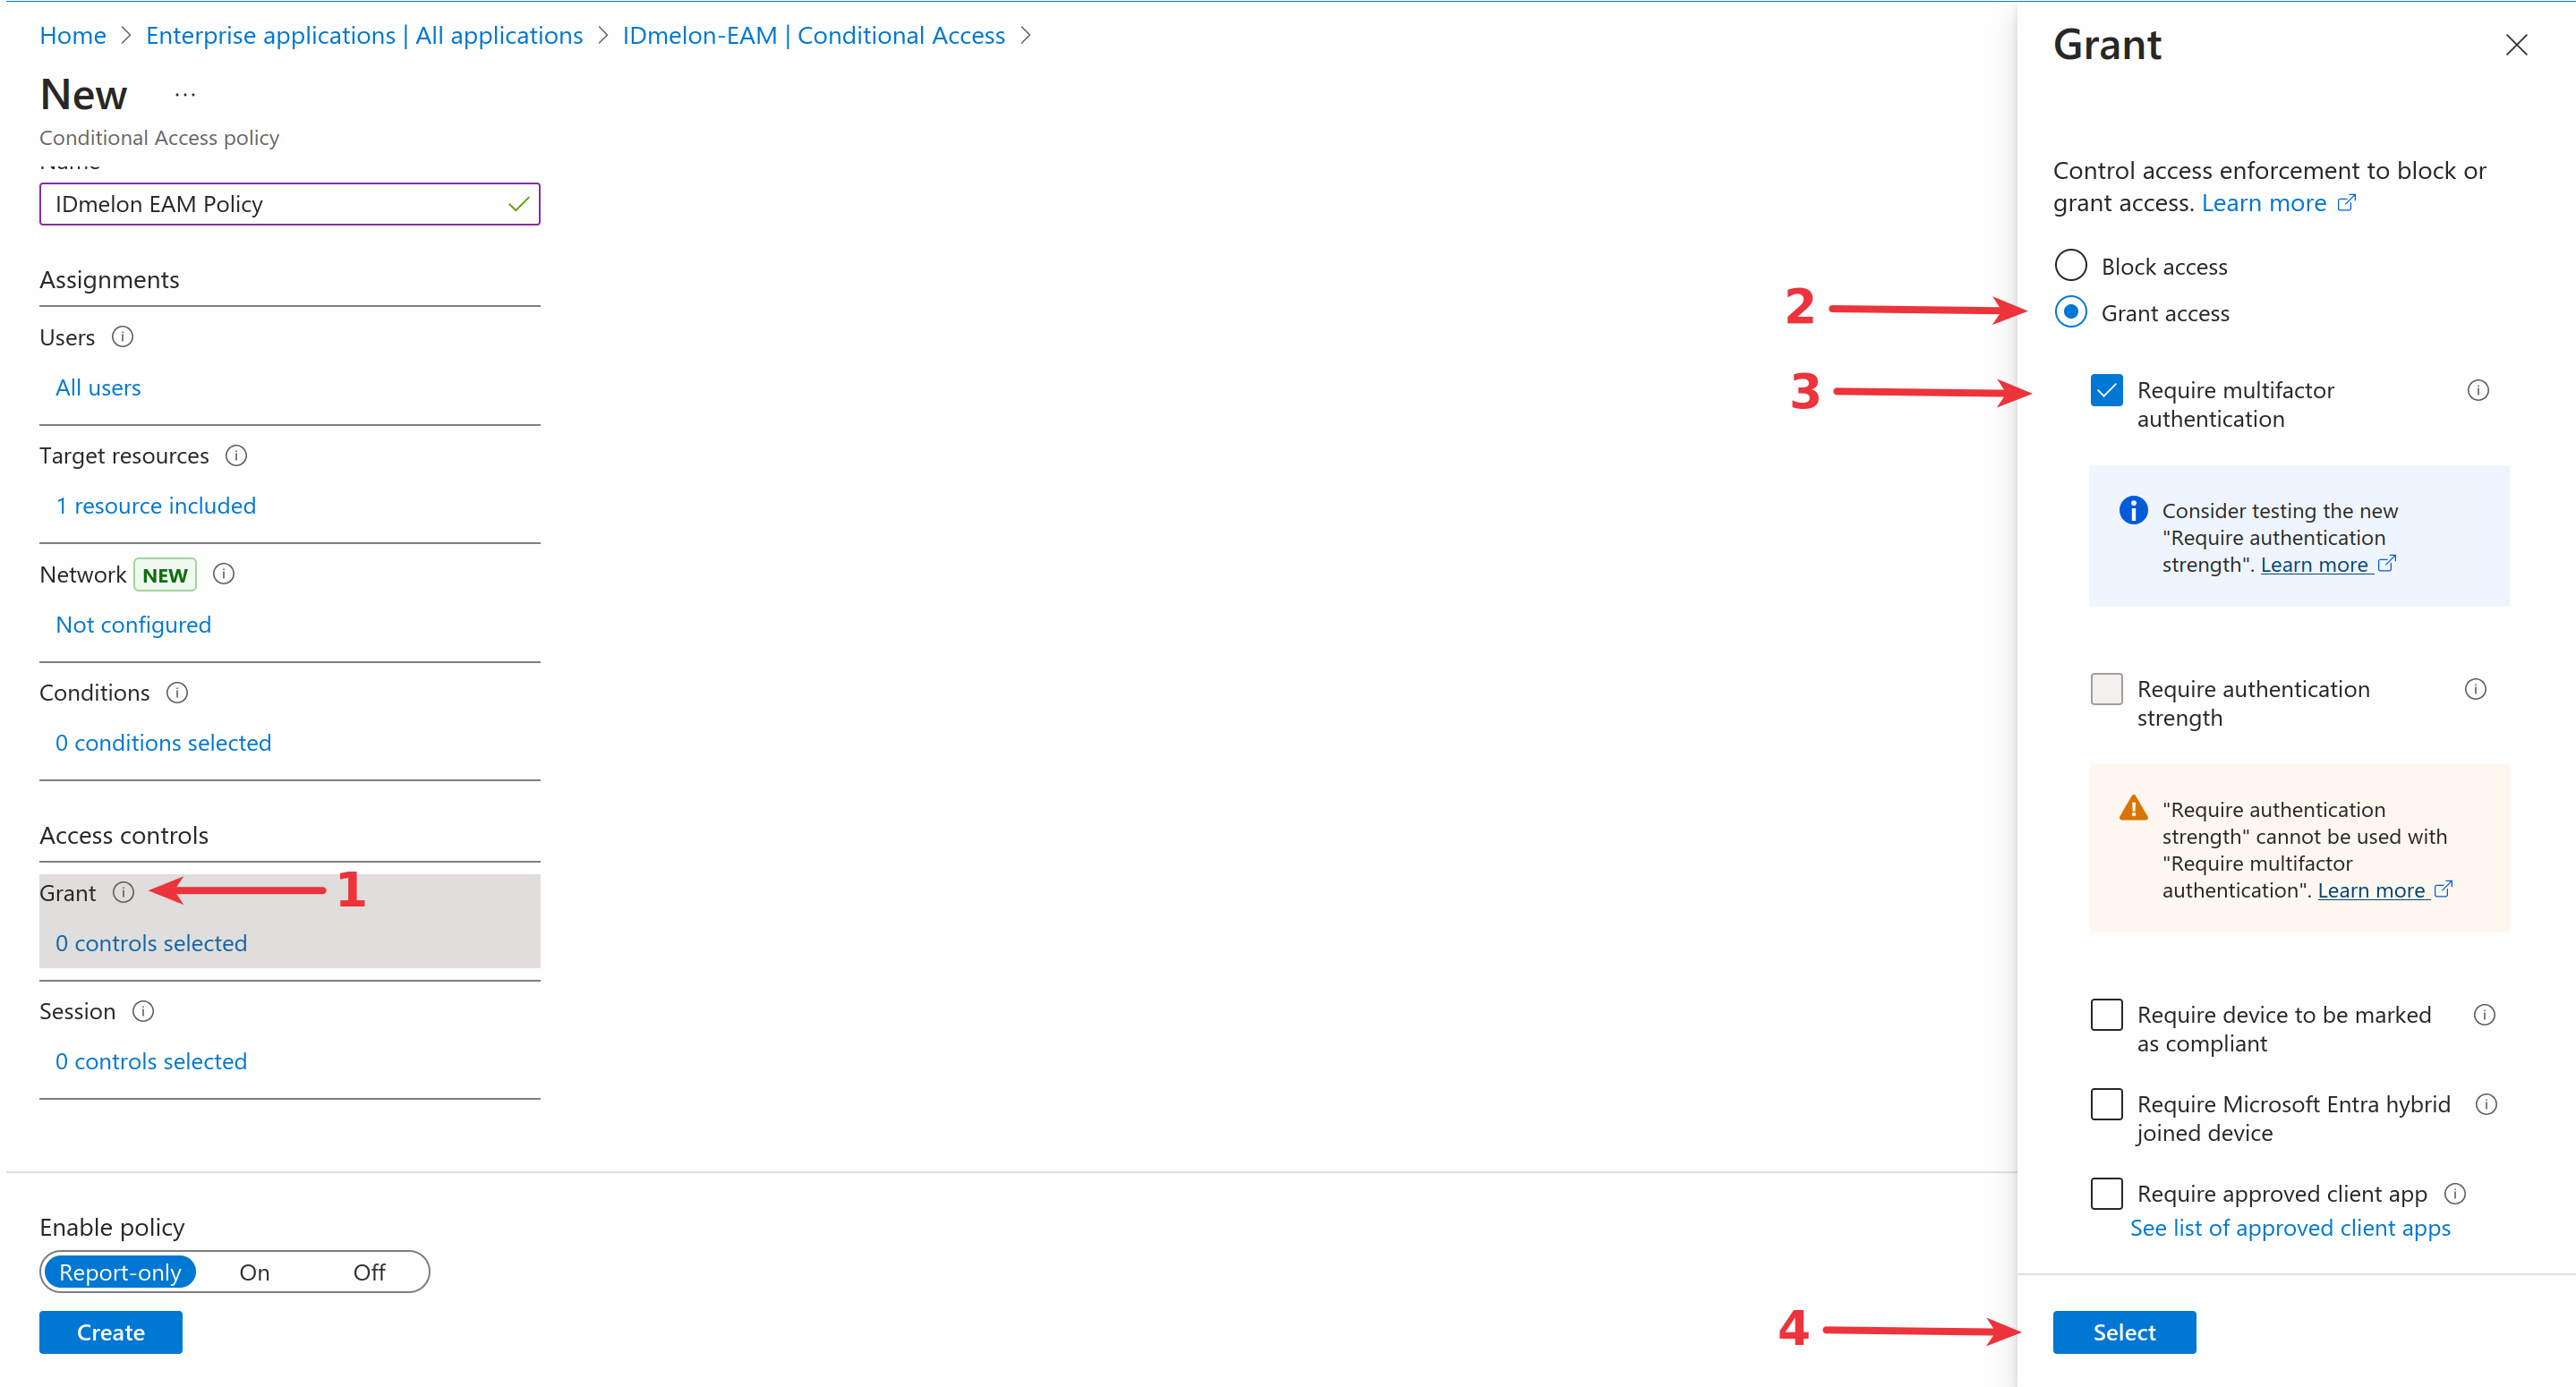 Home > Enterprise applications | All applications > IDmelon-EAM | Conditional Access >
New ...
Conditional Access policy
Name
IDmelon EAM Policy
Assignments
Users
All users
Target resources
1 resource included
Network NEW
Not configured
Conditions
0 conditions selected
Access controls
Grant
1
0 controls selected
Session
0 controls selected
Enable policy
Report-only On Off
Create
Grant
Control access enforcement to block or
grant access. Learn more
Block access
2
Grant access
3
Require multifactor
authentication
Consider testing the new
"Require authentication
strength". Learn more
Require authentication
strength
"Require authentication
strength" cannot be used with
"Require multifactor
authentication". Learn more
Require device to be marked
as compliant
Require Microsoft Entra hybrid
joined device
Require approved client app
See list of approved client apps
4
Select